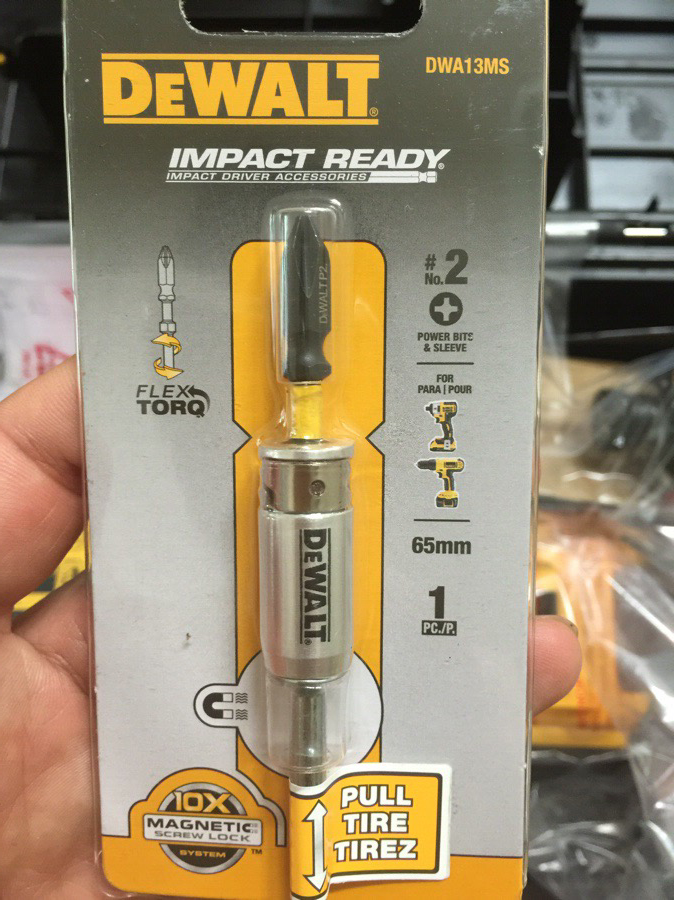 DEWALT®
DWA13MS
IMPACT READY®
IMPACT DRIVER ACCESSORIES
#
No.
2
POWER BITS
& SLEEVE
FOR
PARA | POUR
65mm
1
PC./P.
FLEX
TORQ
DEWALT P2
DEWALT®
10X
MAGNETIC
SCREW LOCK
SYSTEM™
PULL
TIRE
TIREZ